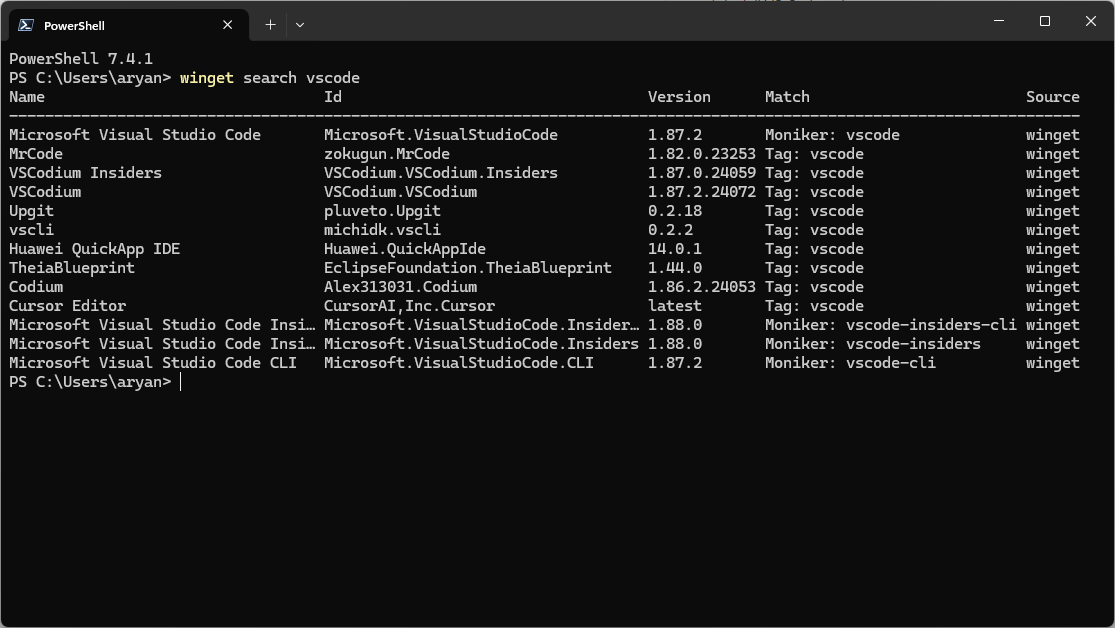 PowerShell
PowerShell 7.4.1
PS C:\Users\aryan> winget search vscode
Name Id Version Match Source
Microsoft Visual Studio Code Microsoft.VisualStudioCode 1.87.2 Moniker: vscode winget
MrCode zokugun.MrCode 1.82.0.23253 Tag: vscode winget
VSCodium Insiders VSCodium.VSCodium.Insiders 1.87.0.24059 Tag: vscode winget
VSCodium VSCodium.VSCodium 1.87.2.24072 Tag: vscode winget
Upgit pluveto.Upgit 0.2.18 Tag: vscode winget
vscli michidk.vscli 0.2.2 Tag: vscode winget
Huawei QuickApp IDE Huawei.QuickAppIde 14.0.1 Tag: vscode winget
TheiaBlueprint EclipseFoundation.TheiaBlueprint 1.44.0 Tag: vscode winget
Codium Alex313031.Codium 1.86.2.24053 Tag: vscode winget
Cursor Editor CursorAI,Inc.Cursor latest Tag: vscode winget
Microsoft Visual Studio Code Insi… Microsoft.VisualStudioCode.Insider… 1.88.0 Moniker: vscode-insiders-cli winget
Microsoft Visual Studio Code Insi… Microsoft.VisualStudioCode.Insiders 1.88.0 Moniker: vscode-insiders winget
Microsoft Visual Studio Code CLI Microsoft.VisualStudioCode.CLI 1.87.2 Moniker: vscode-cli winget
PS C:\Users\aryan>